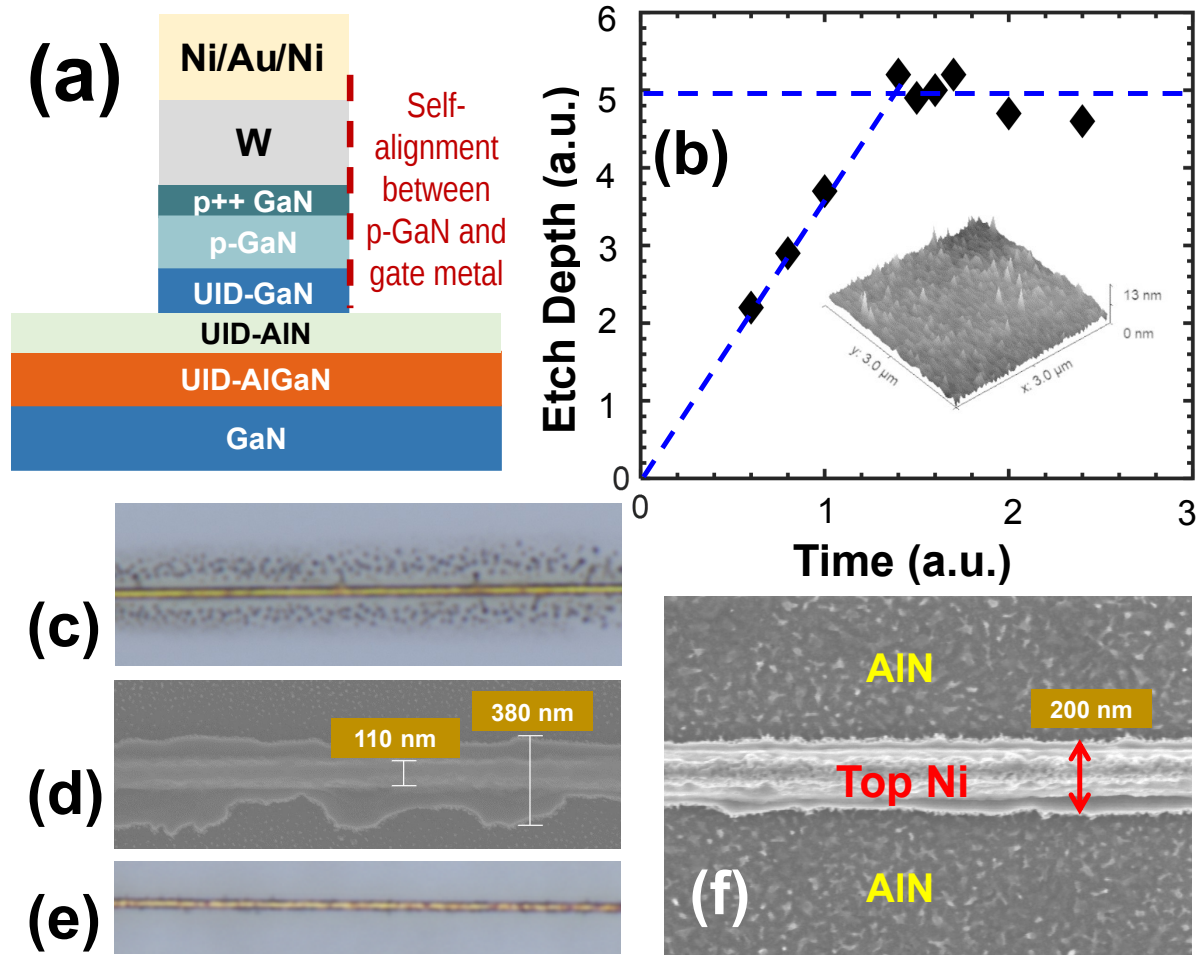 (a)
Ni/Au/Ni
W
p++ GaN
p-GaN
UID-GaN
UID-AlN
UID-AlGaN
GaN
Self-
alignment
between
p-GaN and
gate metal
(b)
Etch Depth (a.u.)
6
5
4
3
2
1
0
0
1
2
3
Time (a.u.)
13 nm
0 nm
y: 3.0 µm
x: 3.0 µm
(c)
(d)
110 nm
380 nm
(e)
(f)
AlN
200 nm
Top Ni
AlN